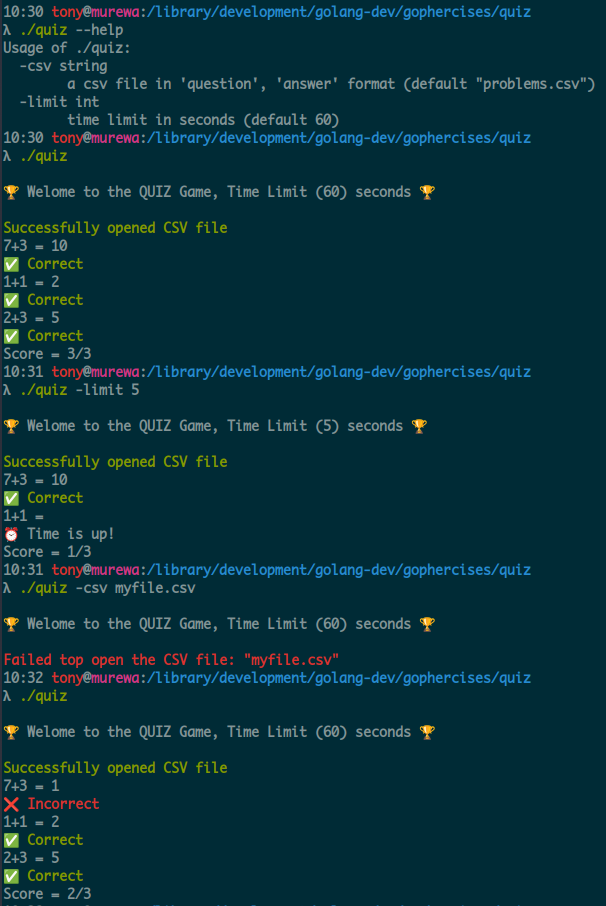 10:30 tony@murewa:/library/development/golang-dev/gophercises/quiz
λ ./quiz --help
Usage of ./quiz:
  -csv string
        a csv file in 'question', 'answer' format (default "problems.csv")
  -limit int
        time limit in seconds (default 60)
10:30 tony@murewa:/library/development/golang-dev/gophercises/quiz
λ ./quiz
🏆 Welome to the QUIZ Game, Time Limit (60) seconds 🏆
Successfully opened CSV file
7+3 = 10
✅ Correct
1+1 = 2
✅ Correct
2+3 = 5
✅ Correct
Score = 3/3
10:31 tony@murewa:/library/development/golang-dev/gophercises/quiz
λ ./quiz -limit 5
🏆 Welome to the QUIZ Game, Time Limit (5) seconds 🏆
Successfully opened CSV file
7+3 = 10
✅ Correct
1+1 =
⏰ Time is up!
Score = 1/3
10:31 tony@murewa:/library/development/golang-dev/gophercises/quiz
λ ./quiz -csv myfile.csv
🏆 Welome to the QUIZ Game, Time Limit (60) seconds 🏆
Failed top open the CSV file: "myfile.csv"
10:32 tony@murewa:/library/development/golang-dev/gophercises/quiz
λ ./quiz
🏆 Welome to the QUIZ Game, Time Limit (60) seconds 🏆
Successfully opened CSV file
7+3 = 1
❌ Incorrect
1+1 = 2
✅ Correct
2+3 = 5
✅ Correct
Score = 2/3